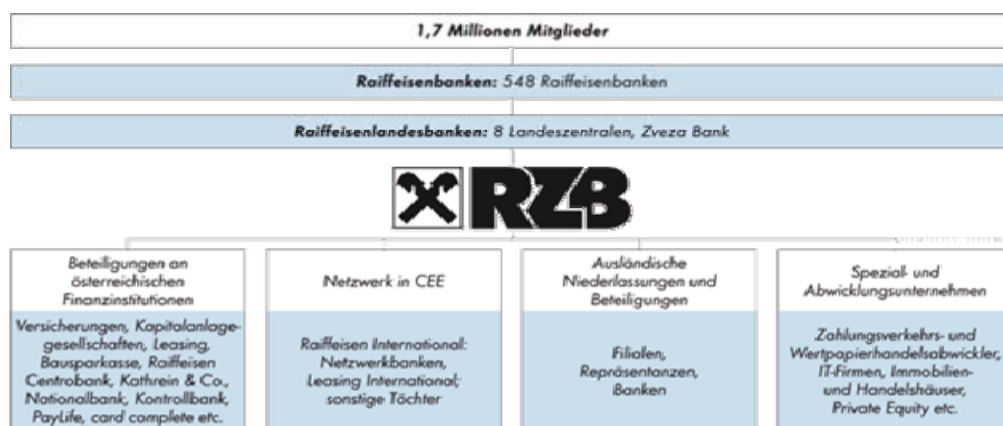 1,7 Millionen Mitglieder
Raiffeisenbanken: 548 Raiffeisenbanken
Raiffeisenlandesbanken: 8 Landeszentralen, Zveza Bank
RZB
Beteiligungen an
österreichischen
Finanzinstitutionen
Versicherungen, Kapitalanlage-
gesellschaften, Leasing,
Bausparkasse, Raiffeisen
Centrobank, Kathrein & Co.,
Nationalbank, Kontrollbank,
PayLife, card complete etc.
Netzwerk in CEE
Raiffeisen International:
Netzwerkbanken,
Leasing International;
sonstige Töchter
Ausländische
Niederlassungen und
Beteiligungen
Filialen,
Repräsentanzen,
Banken
Spezial- und
Abwicklungsunternehmen
Zahlungsverkehrs- und
Wertpapierhandelsabwickler,
IT-Firmen, Immobilien-
und Handelshäuser,
Private Equity etc.